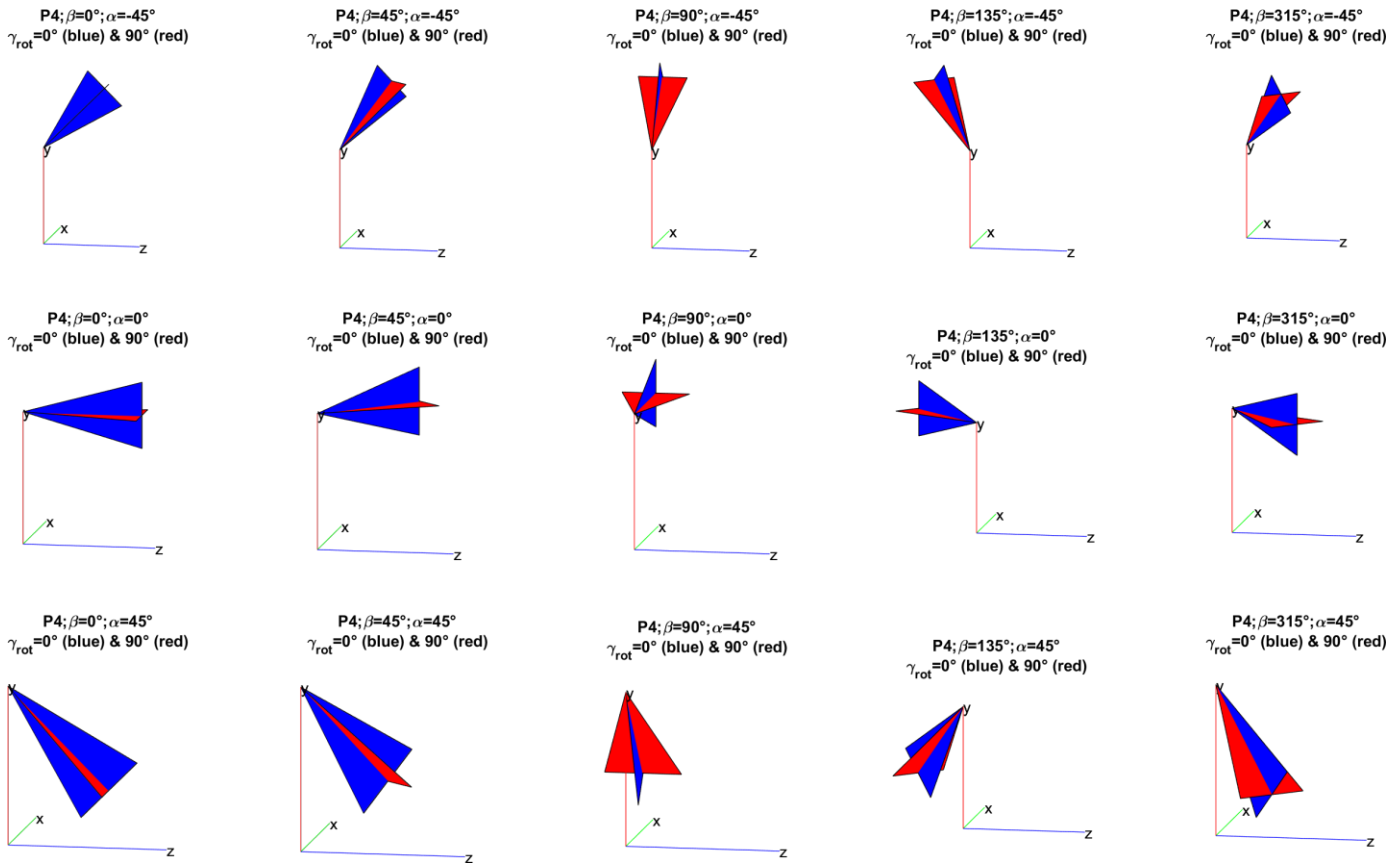 P4;β=0°;α=-45°
γrot=0° (blue) & 90° (red)
y
x
z
P4;β=45°;α=-45°
γrot=0° (blue) & 90° (red)
y
x
z
P4;β=90°;α=-45°
γrot=0° (blue) & 90° (red)
y
x
z
P4;β=135°;α=-45°
γrot=0° (blue) & 90° (red)
y
x
z
P4;β=315°;α=-45°
γrot=0° (blue) & 90° (red)
y
x
z
P4;β=0°;α=0°
γrot=0° (blue) & 90° (red)
y
x
z
P4;β=45°;α=0°
γrot=0° (blue) & 90° (red)
y
x
z
P4;β=90°;α=0°
γrot=0° (blue) & 90° (red)
y
x
z
P4;β=135°;α=0°
γrot=0° (blue) & 90° (red)
y
x
z
P4;β=315°;α=0°
γrot=0° (blue) & 90° (red)
y
x
z
P4;β=0°;α=45°
γrot=0° (blue) & 90° (red)
y
x
z
P4;β=45°;α=45°
γrot=0° (blue) & 90° (red)
y
x
z
P4;β=90°;α=45°
γrot=0° (blue) & 90° (red)
y
x
z
P4;β=135°;α=45°
γrot=0° (blue) & 90° (red)
y
x
z
P4;β=315°;α=45°
γrot=0° (blue) & 90° (red)
y
x
z